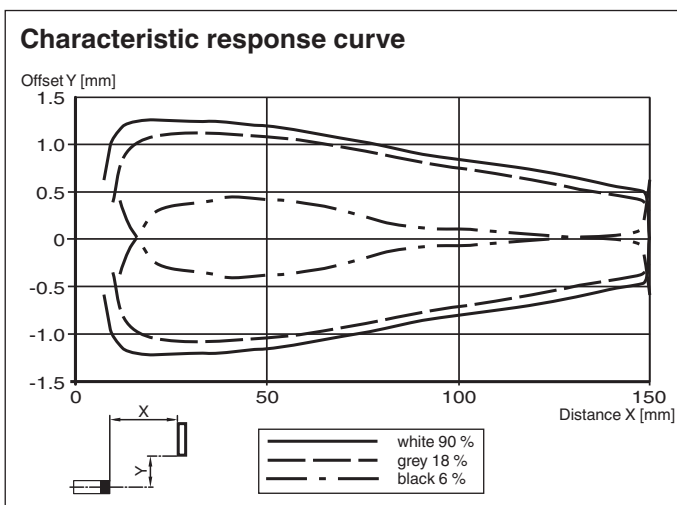 Characteristic response curve
Offset Y [mm]
1.5
1.0
0.5
0
-0.5
-1.0
-1.5
0 50 100 150
Distance X [mm]
X
Y
white 90 %
grey 18 %
black 6 %